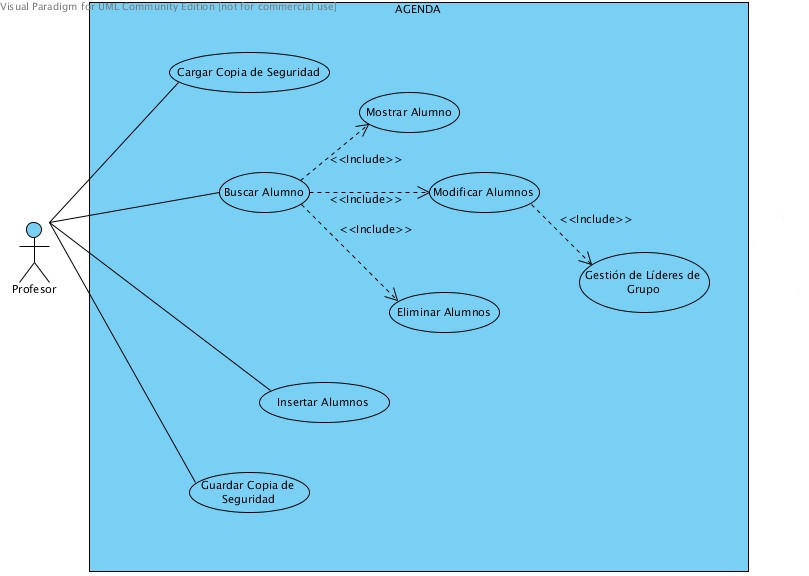 Visual Paradigm for UML Community Edition [not for commercial use]
AGENDA
Cargar Copia de Seguridad
Mostrar Alumno
<<Include>>
Buscar Alumno
<<Include>>
Modificar Alumnos
<<Include>>
<<Include>>
Gestión de Líderes de
Grupo
Profesor
Eliminar Alumnos
Insertar Alumnos
Guardar Copia de
Seguridad